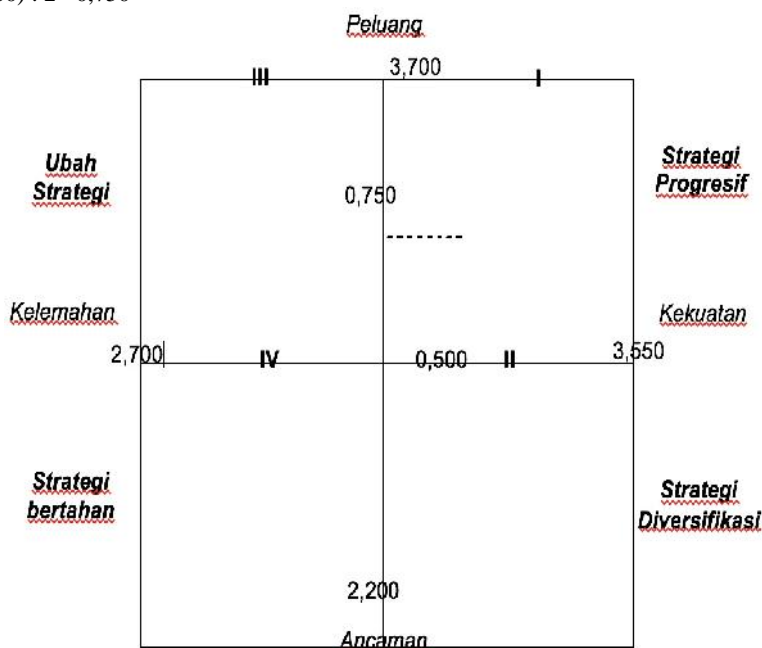 Peluang
3,700
III
I
Ubah
Strategi
Strategi
Progresif
0,750
Kelemahan
Kekuatan
2,700
IV
0,500
II
3,550
Strategi
bertahan
Strategi
Diversifikasi
2,200
Ancaman